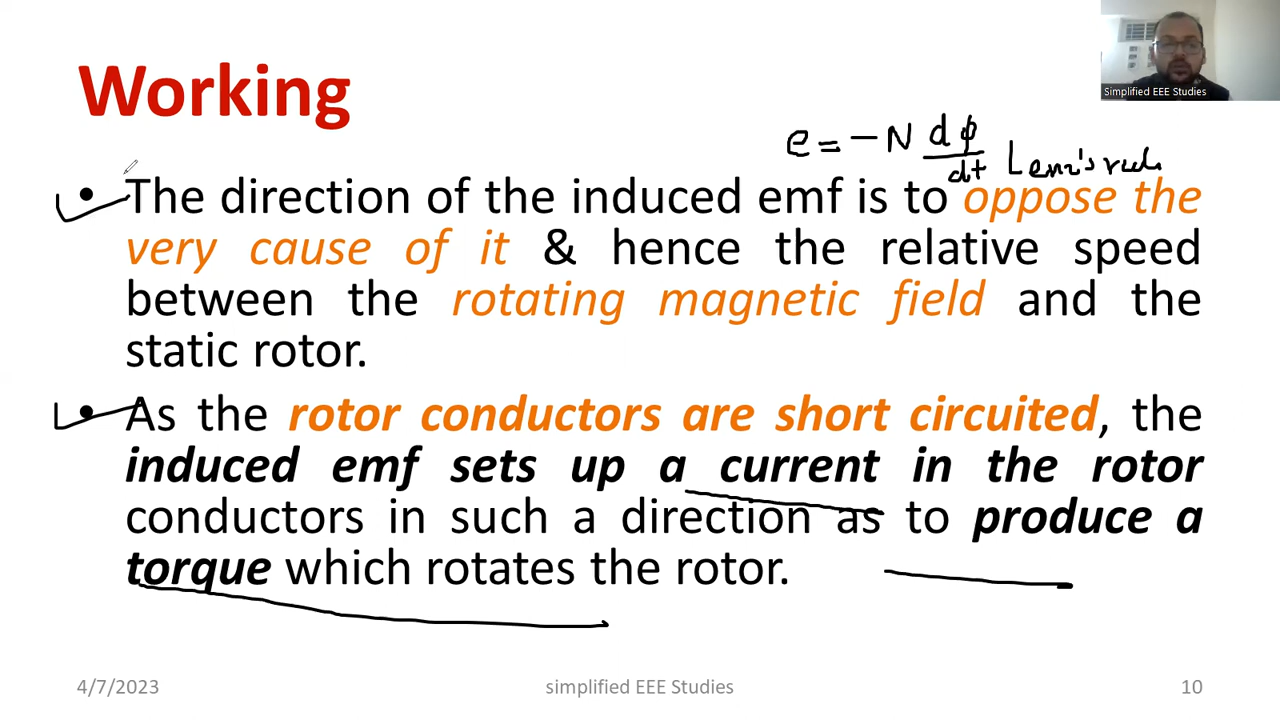 Working
Simplified EEE Studies
e = -N dφ/dt Lenz's rule
• The direction of the induced emf is to oppose the
very cause of it & hence the relative speed
between the rotating magnetic field and the
static rotor.
• As the rotor conductors are short circuited, the
induced emf sets up a current in the rotor
conductors in such a direction as to produce a
torque which rotates the rotor.
4/7/2023 simplified EEE Studies 10